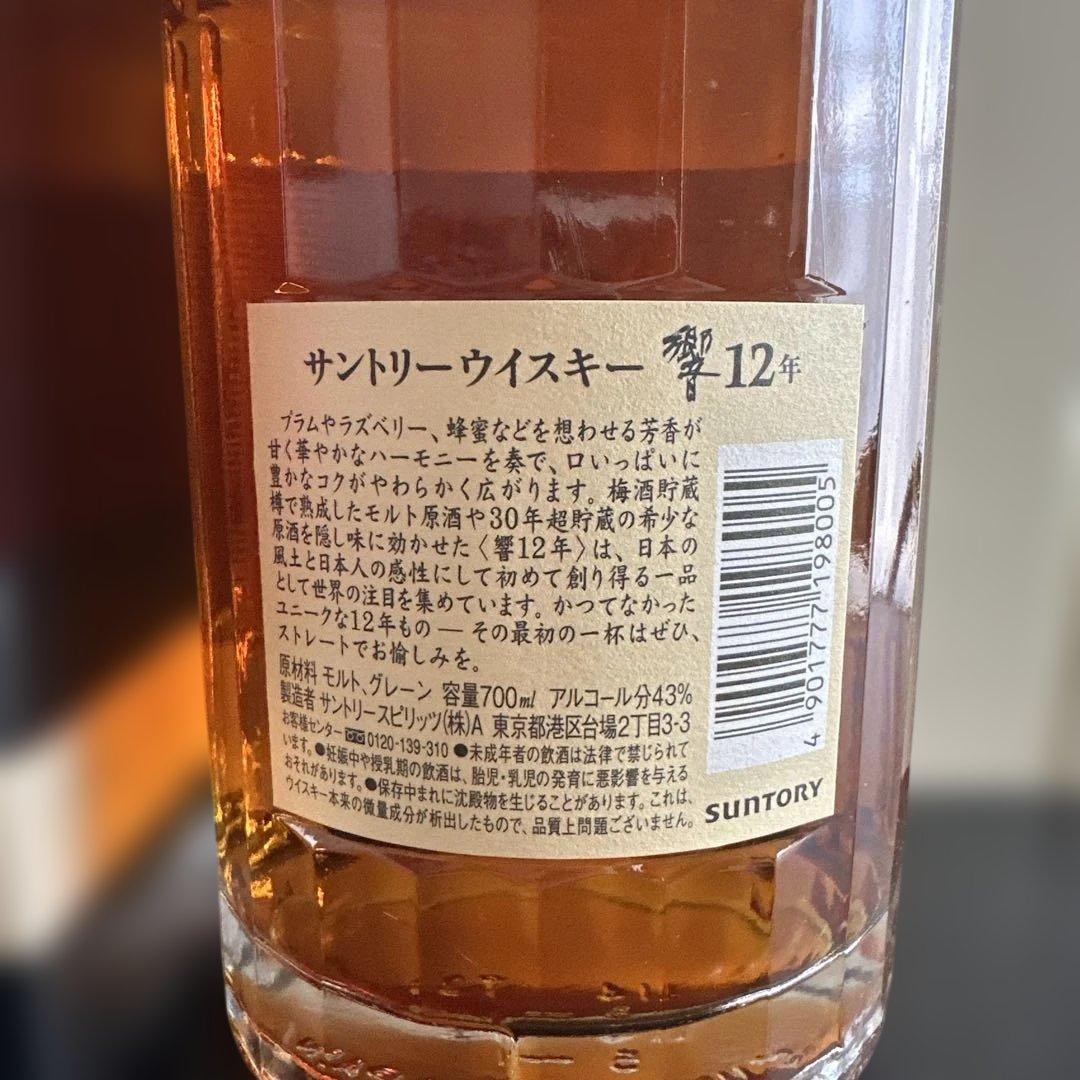 サントリーウイスキー 響 12年
プラムやラズベリー、蜂蜜などを想わせる芳香が
甘く華やかなハーモニーを奏で、口いっぱいに
豊かなコクがやわらかく広がります。梅酒貯蔵
樽で熟成したモルト原酒や30年超貯蔵の希少な
原酒を隠し味に効かせた〈響12年〉は、日本の
風土と日本人の感性にして初めて創り得る一品
として世界の注目を集めています。かつてなかった
ユニークな12年もの ― その最初の一杯はぜひ、
ストレートでお愉しみを。
原材料 モルト、グレーン 容量700ml アルコール分43%
製造者 サントリースピリッツ(株)A 東京都港区台場2丁目3-3
お客様センター 0120-139-310 ●未成年者の飲酒は法律で禁じられて
います。●妊娠中や授乳期の飲酒は、胎児・乳児の発育に悪影響を与える
おそれがあります。●保存中まれに沈殿物を生じることがあります。これは、
ウイスキー本来の微量成分が析出したもので、品質上問題ございません。
4 901777 198005
SUNTORY